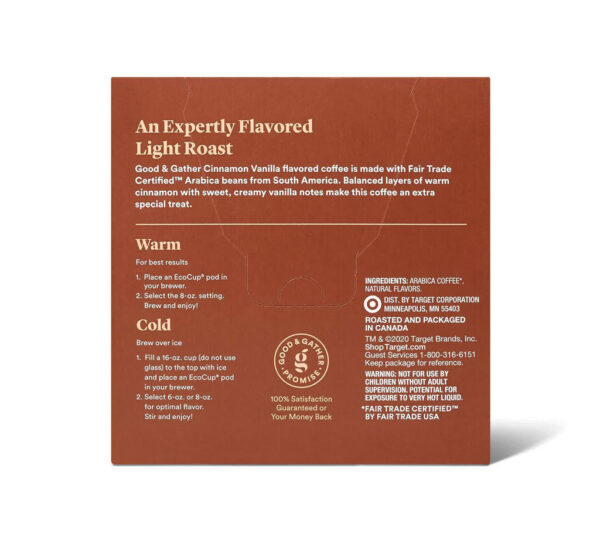 An Expertly Flavored
Light Roast
Good & Gather Cinnamon Vanilla flavored coffee is made with Fair Trade
Certified™ Arabica beans from South America. Balanced layers of warm
cinnamon with sweet, creamy vanilla notes make this coffee an extra
special treat.
Warm
For best results
1. Place an EcoCup® pod in
your brewer.
2. Select the 8-oz. setting.
Brew and enjoy!
Cold
Brew over ice
1. Fill a 16-oz. cup (do not use
glass) to the top with ice
and place an EcoCup® pod
in your brewer.
2. Select 6-oz. or 8-oz.
for optimal flavor.
Stir and enjoy!
GOOD & GATHER
g
• PROMISE •
100% Satisfaction
Guaranteed or
Your Money Back
INGREDIENTS: ARABICA COFFEE*,
NATURAL FLAVORS.
DIST. BY TARGET CORPORATION
MINNEAPOLIS, MN 55403
ROASTED AND PACKAGED
IN CANADA
TM & ©2020 Target Brands, Inc.
ShopTarget.com
Guest Services 1-800-316-6151
Keep package for reference.
WARNING: NOT FOR USE BY
CHILDREN WITHOUT ADULT
SUPERVISION. POTENTIAL FOR
EXPOSURE TO VERY HOT LIQUID.
*FAIR TRADE CERTIFIED™
BY FAIR TRADE USA